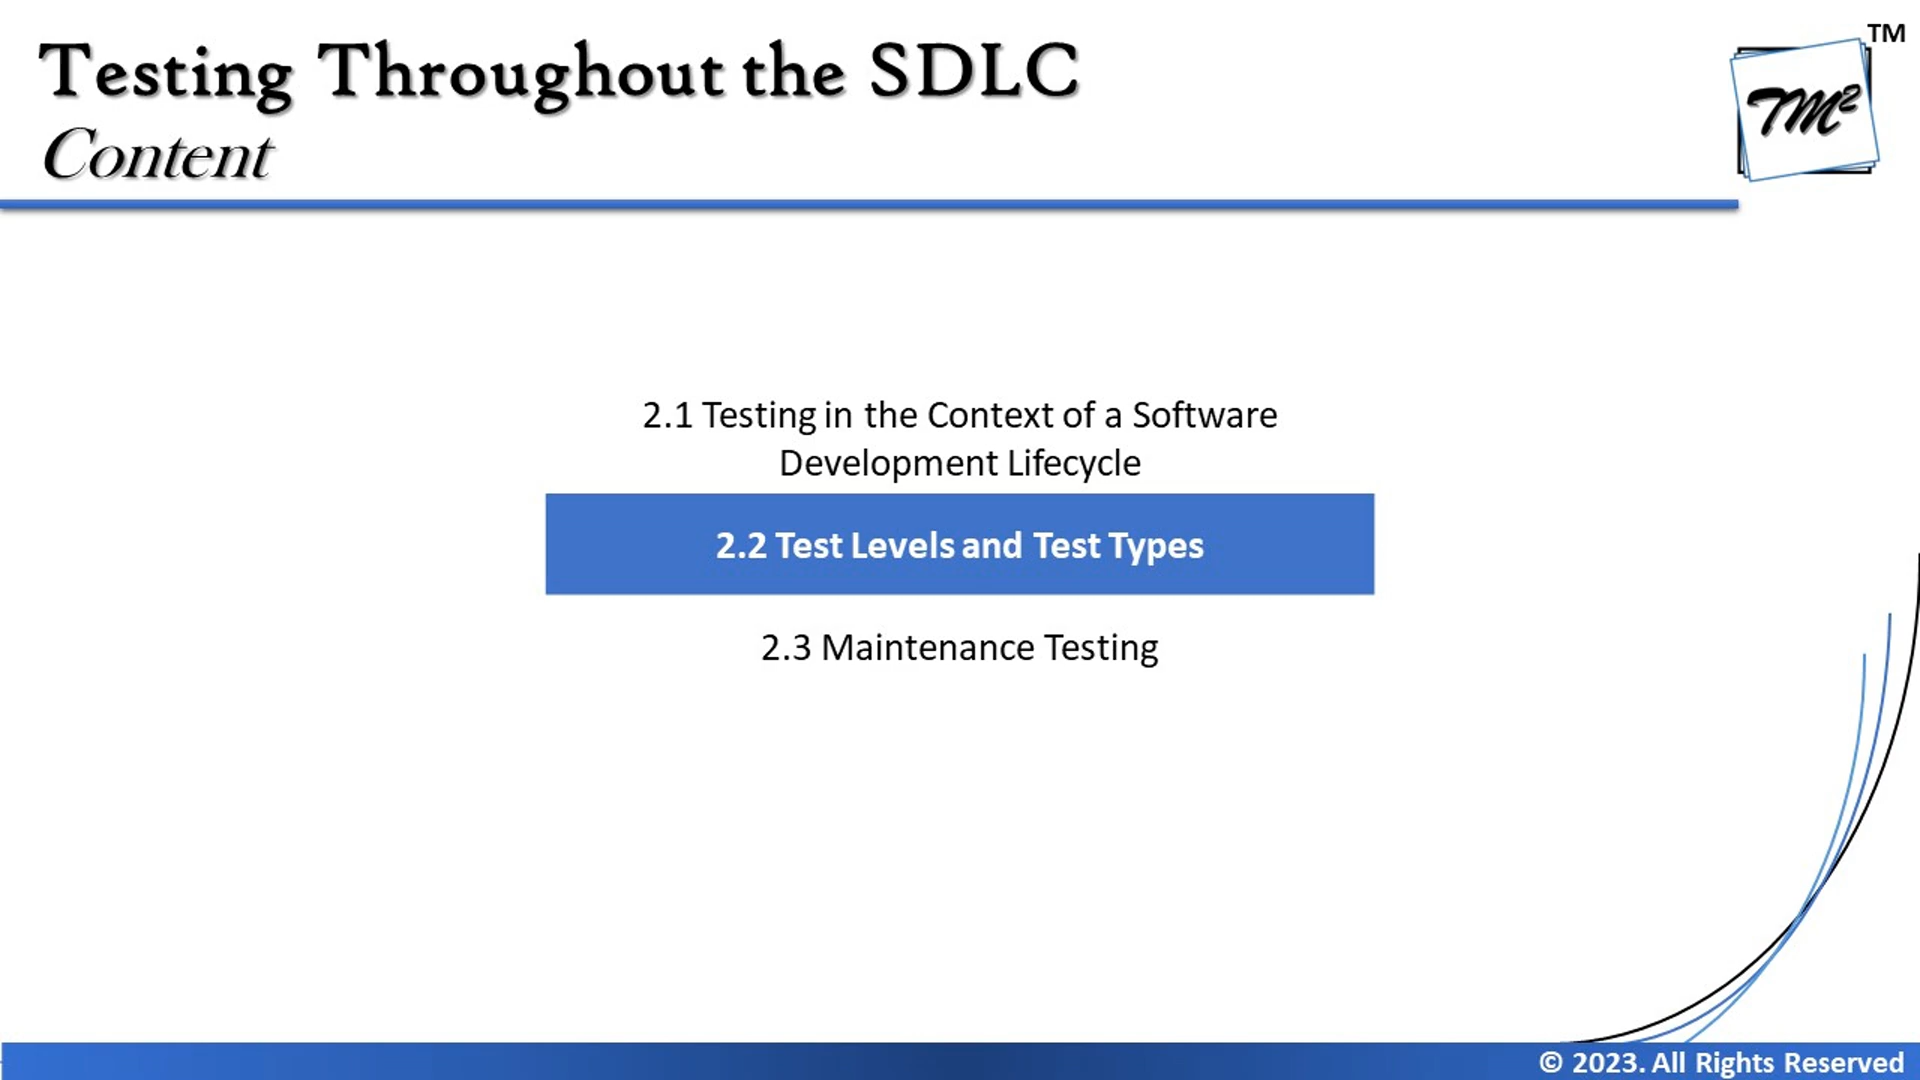 Testing Throughout the SDLC
TM
Content
TM²
2.1 Testing in the Context of a Software
Development Lifecycle
2.2 Test Levels and Test Types
2.3 Maintenance Testing
© 2023. All Rights Reserved